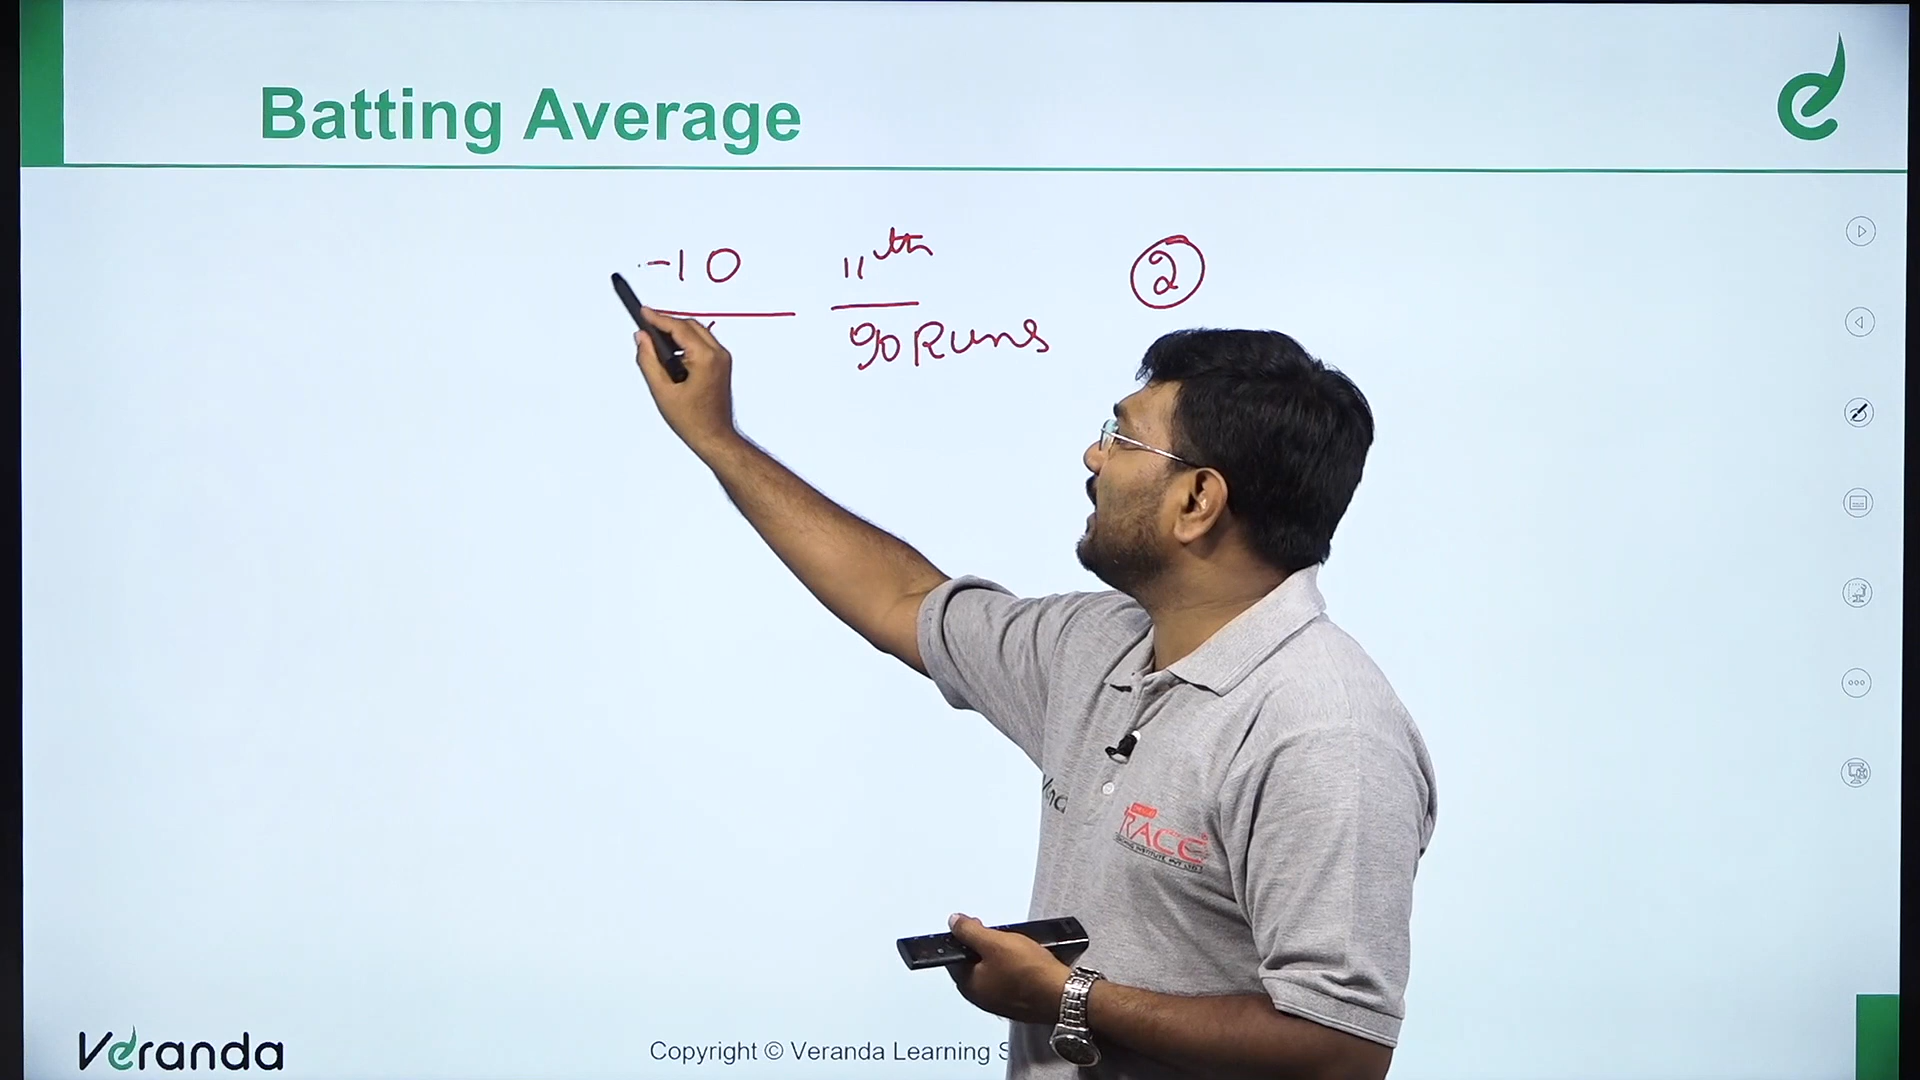 Batting Average
-10 11th 2
90 Runs
RACE
Veranda
Copyright © Veranda Learning S